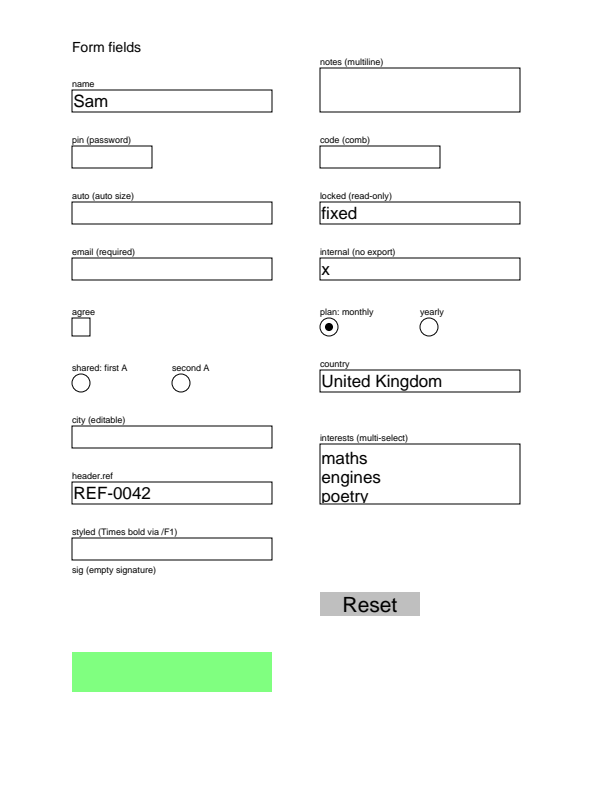 Form fields
notes (multiline)
name
Sam
pin (password)
code (comb)
auto (auto size)
locked (read-only)
fixed
email (required)
internal (no export)
x
agree
plan: monthly
yearly
shared: first A
second A
country
United Kingdom
city (editable)
interests (multi-select)
maths
engines
poetry
header.ref
REF-0042
styled (Times bold via /F1)
sig (empty signature)
Reset